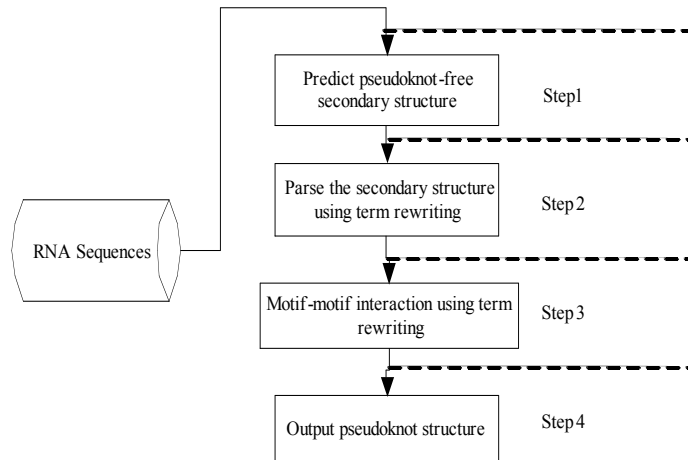 Predict pseudoknot-free
secondary structure
Step1
Parse the secondary structure
using term rewriting
Step 2
RNA Sequences
Motif-motif interaction using term
rewriting
Step 3
Output pseudoknot structure
Step 4